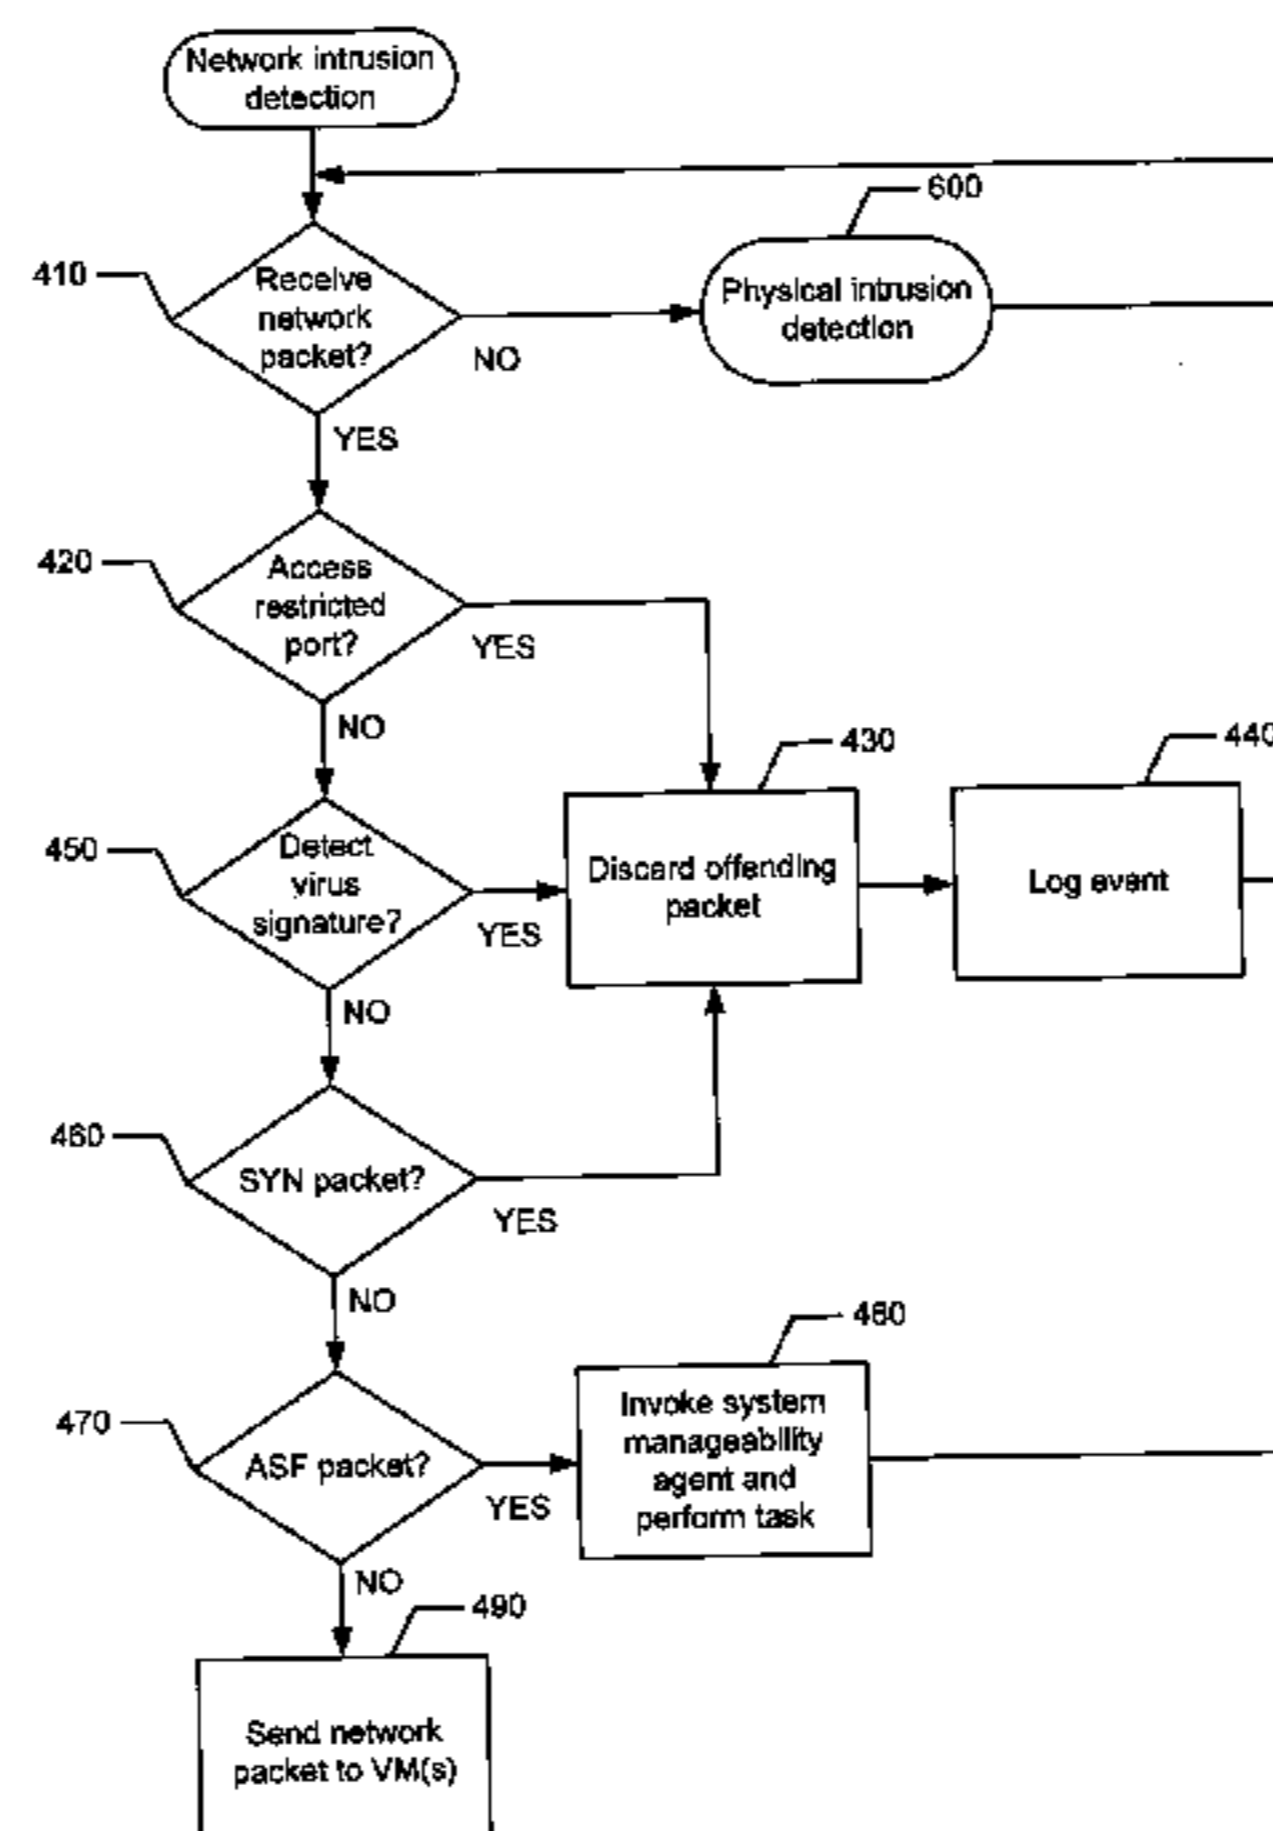 Network intrusion
detection
600
410
Receive
network
packet?
Physical intrusion
detection
NO
YES
420
Access
restricted
port?
YES
NO
430
440
450
Detect
virus
signature?
YES
Discard offending
packet
Log event
NO
460
SYN packet?
YES
NO
480
470
ASF packet?
YES
Invoke system
manageability
agent and
perform task
NO
490
Send network
packet to VM(s)